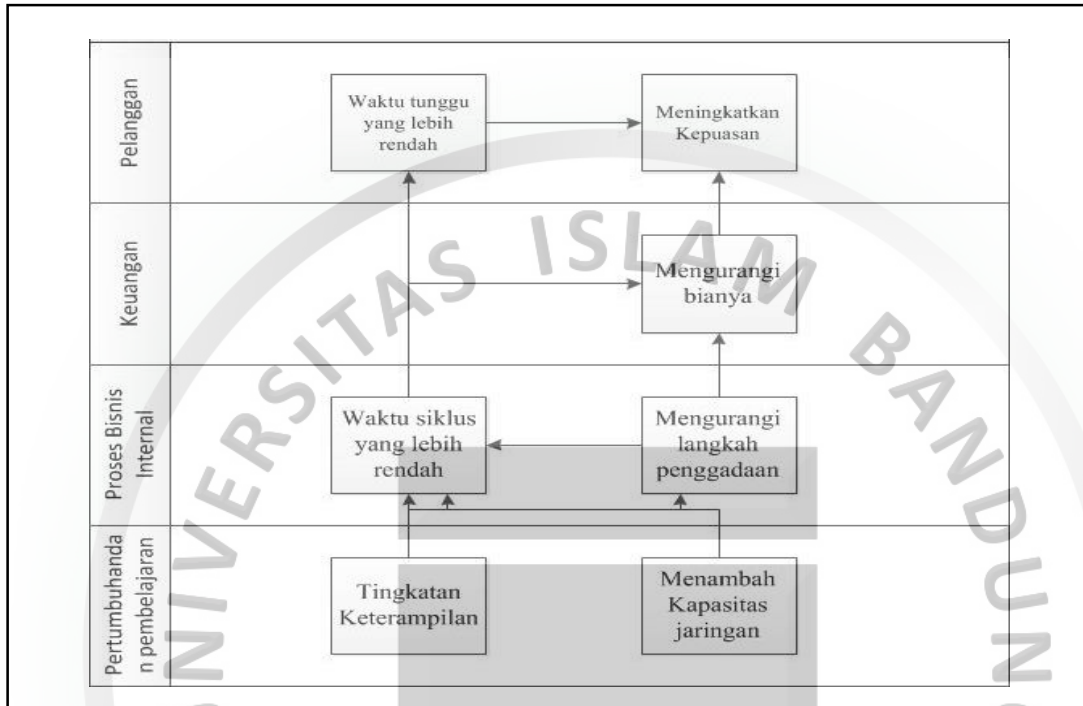 Pelanggan
Waktu tunggu
yang lebih
rendah
Meningkatkan
Kepuasan
Keuangan
Mengurangi
bianya
Proses Bisnis
Internal
Waktu siklus
yang lebih
rendah
Mengurangi
langkah
penggadaan
Pertumbuhanda
n pembelajaran
Tingkatan
Keterampilan
Menambah
Kapasitas
jaringan
UNIVERSITAS ISLAM BANDUNG